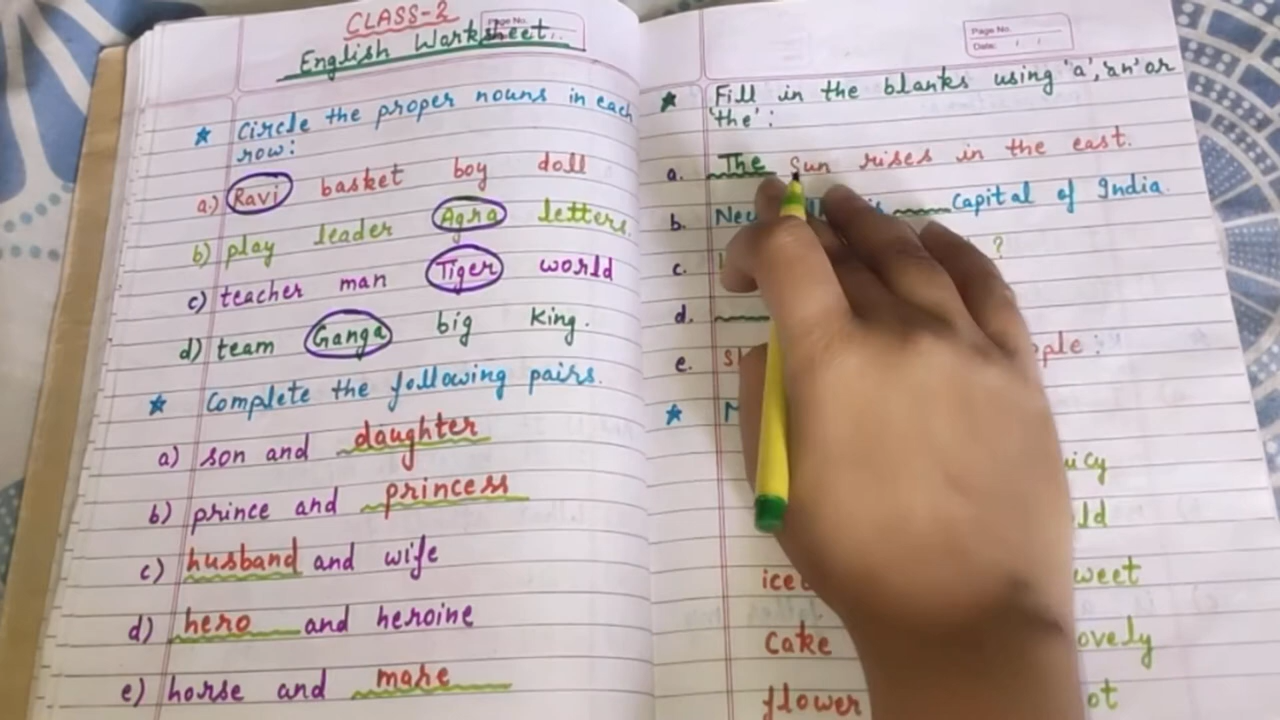 CLASS-2
Page No.
English Worksheet..
★ Circle the proper nouns in each
row:
a.) Ravi basket boy doll
b) play leader Agra letters.
c) teacher man Tiger world
d) team Ganga big King.
★ Complete the following pairs.
a) son and daughter
b) prince and princess
c) husband and wife
d) hero and heroine
e) horse and mare
Page No.
Date: / /
★ Fill in the blanks using 'a', 'an' or
'the':
a. The Sun rises in the east.
b. capital of India.
c. ?
d.
e.
★
Cake
flower